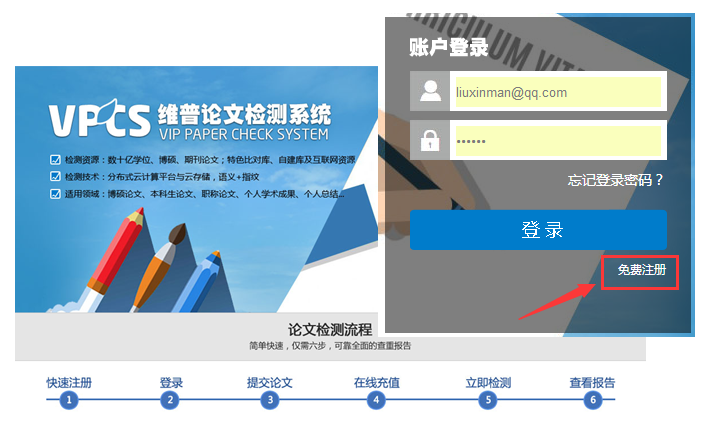 RRICULUM VITA
账户登录
liuxinman@qq.com
••••••
忘记登录密码？
登 录
免费注册
VPCS 维普论文检测系统
VIP PAPER CHECK SYSTEM
检测资源：数十亿学位、博硕、期刊论文；特色比对库、自建库及互联网资源
检测技术：分布式云计算平台与云存储，语义+指纹
适用领域：博硕论文、本科生论文、职称论文、个人学术成果、个人总结...
论文检测流程
简单快速，仅需六步，可靠全面的查重报告
快速注册 登录 提交论文 在线充值 立即检测 查看报告
1 2 3 4 5 6